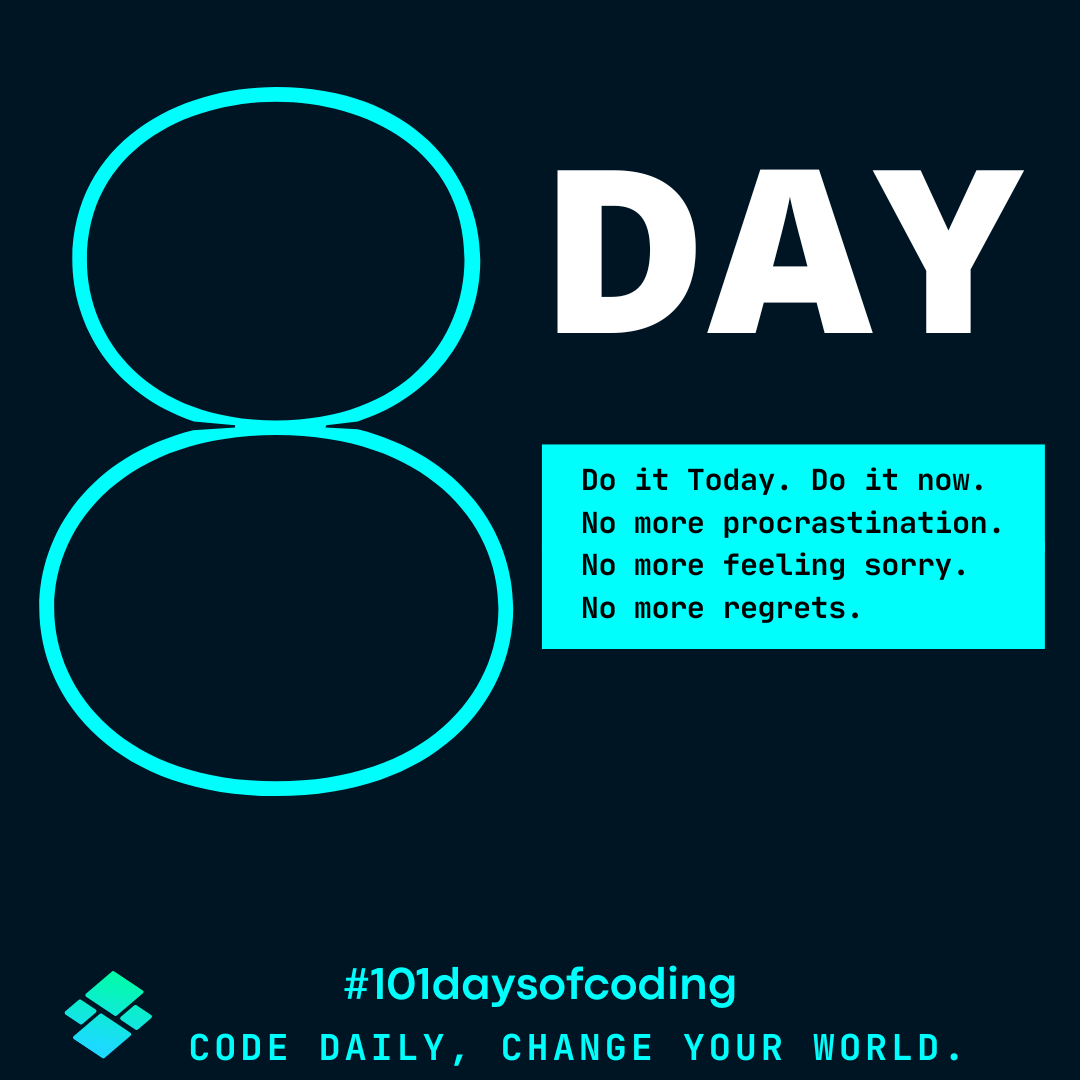 8
DAY
Do it Today. Do it now.
No more procrastination.
No more feeling sorry.
No more regrets.
#101daysofcoding
CODE DAILY, CHANGE YOUR WORLD.